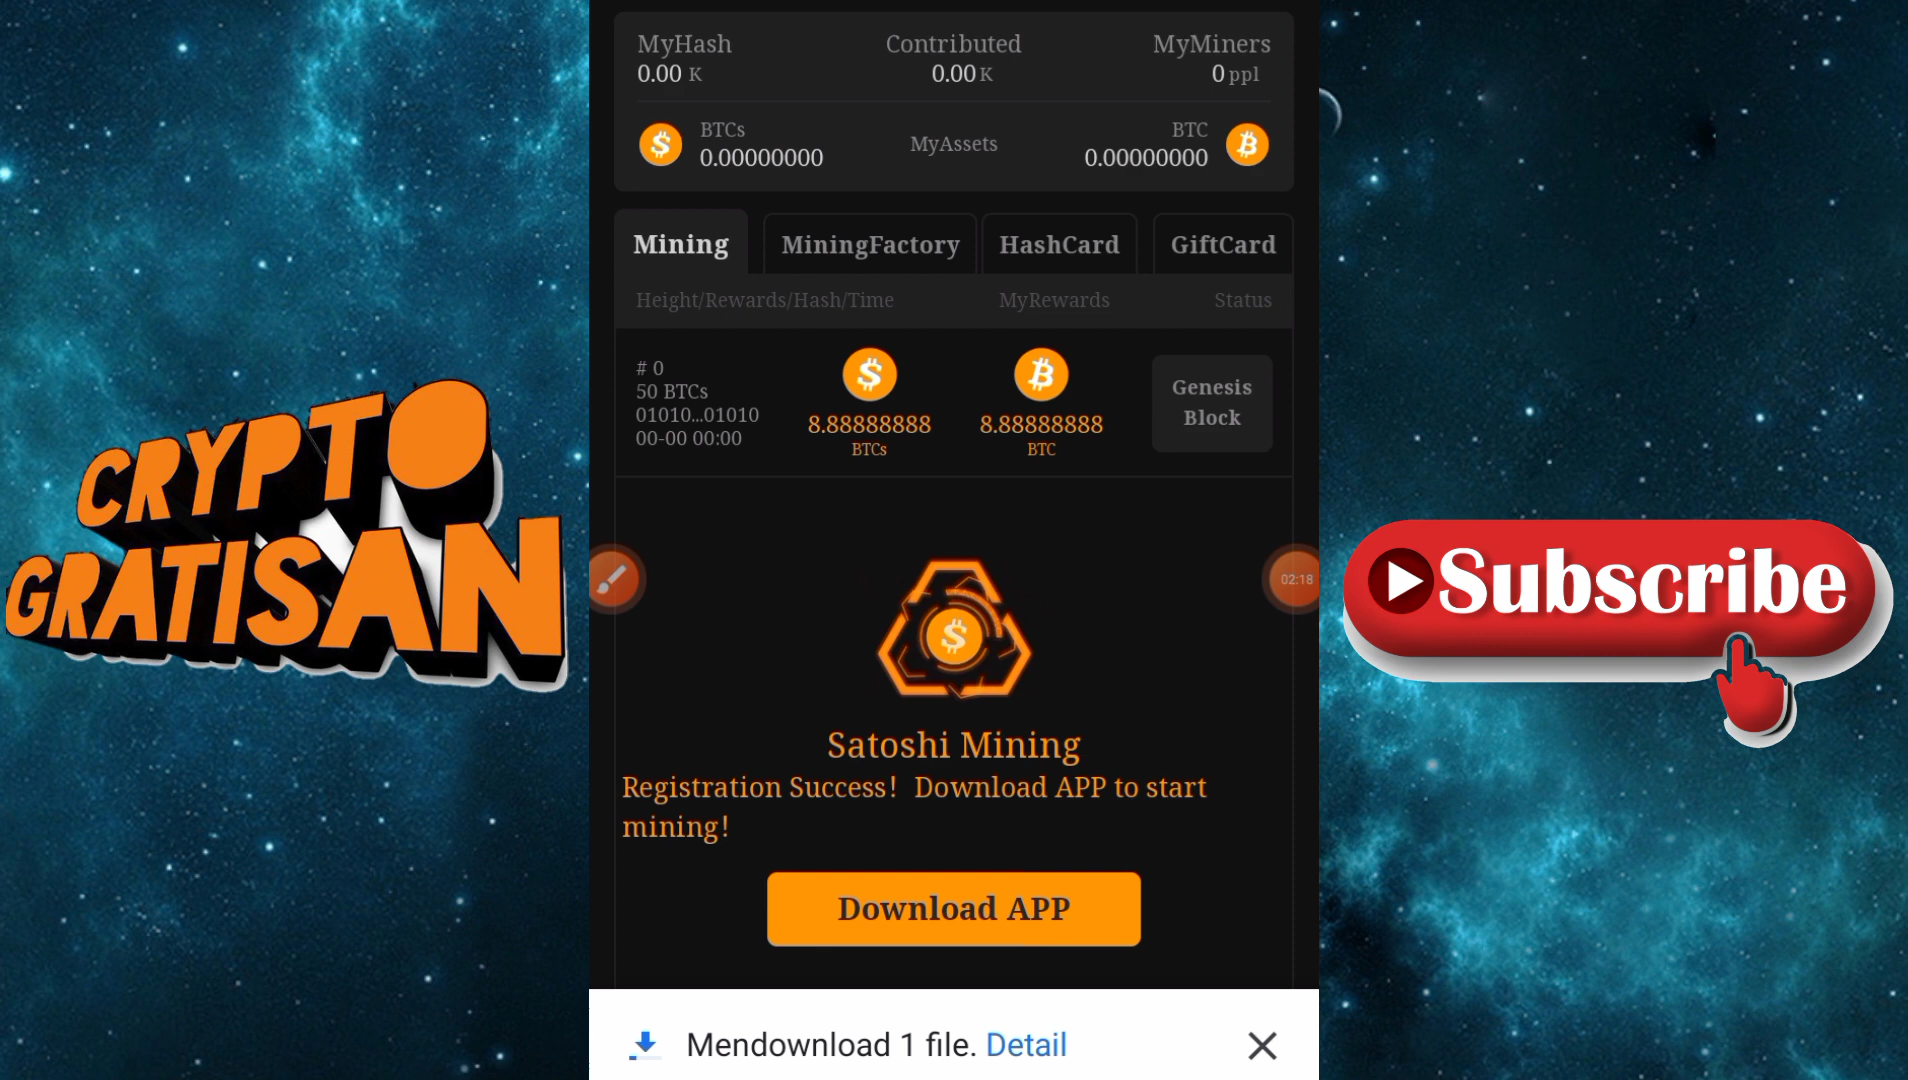 MyHash Contributed MyMiners
0.00 K 0.00 K 0 ppl
BTCs MyAssets BTC
0.00000000 0.00000000
Mining MiningFactory HashCard GiftCard
Height/Rewards/Hash/Time MyRewards Status
# 0
50 BTCs
01010...01010
00-00 00:00
8.88888888
BTCs
8.88888888
BTC
Genesis
Block
CRYPTO
GRATISAN
02:18
Subscribe
Satoshi Mining
Registration Success! Download APP to start
mining!
Download APP
Mendownload 1 file. Detail